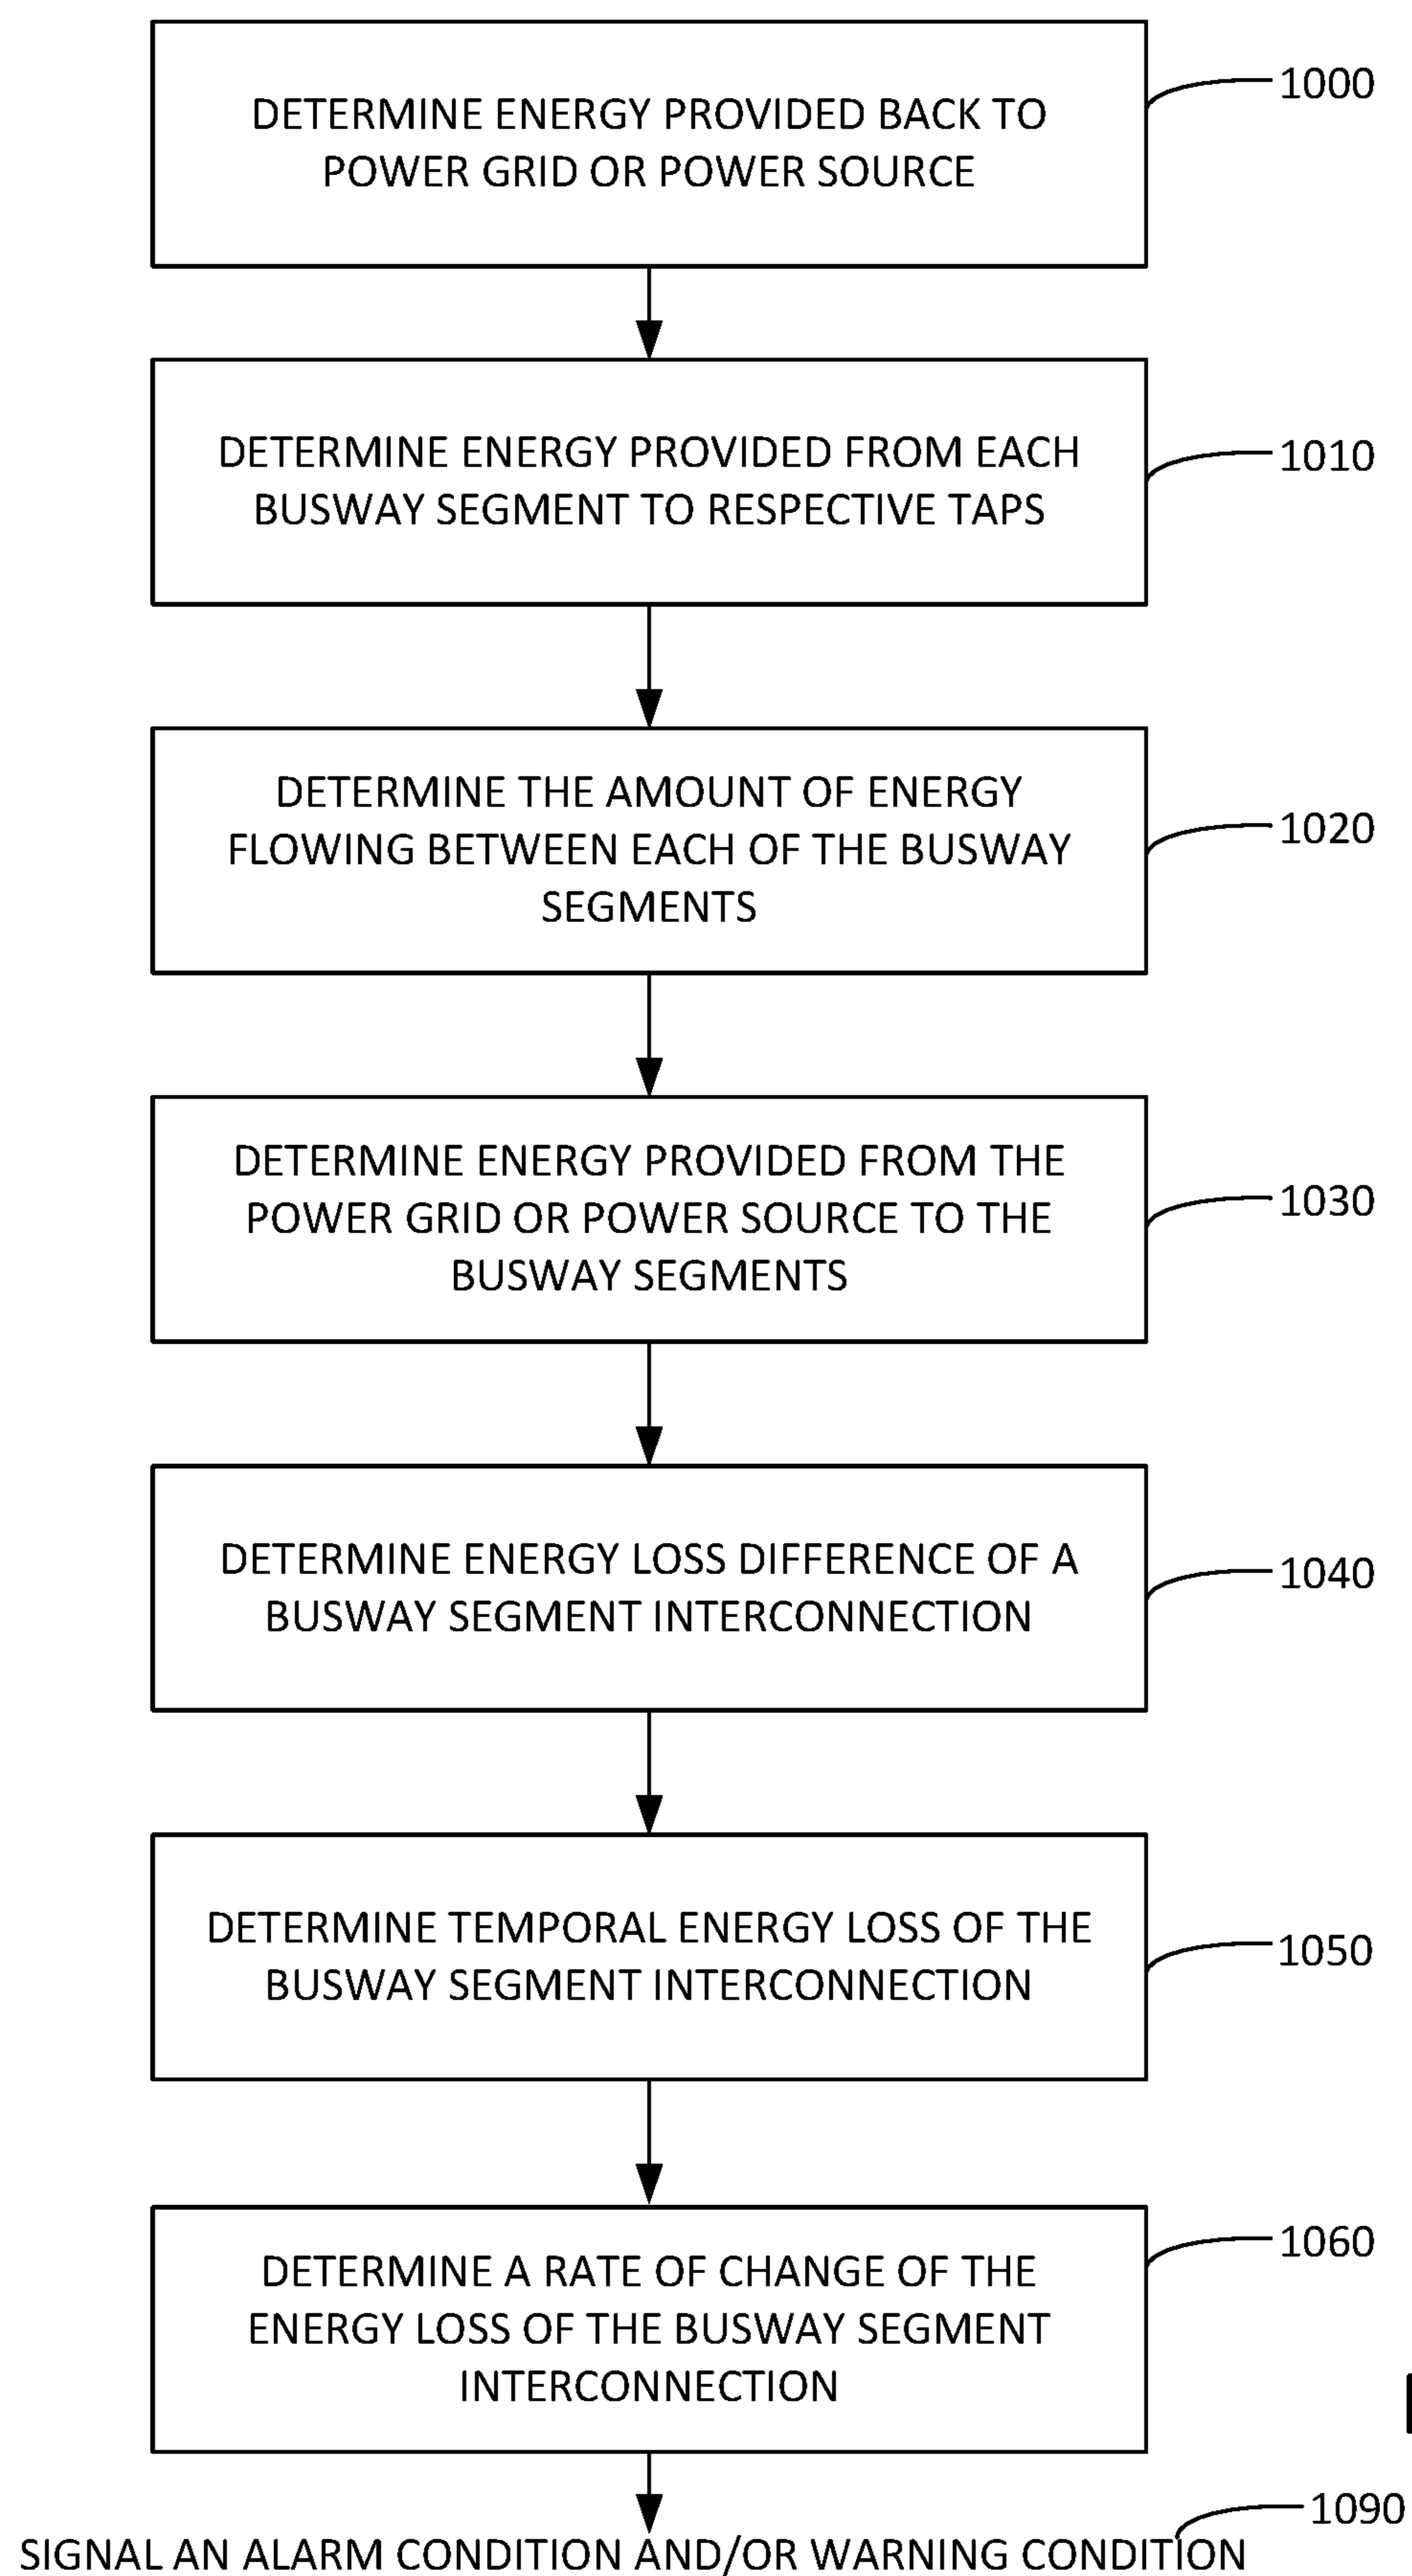 DETERMINE ENERGY PROVIDED BACK TO
POWER GRID OR POWER SOURCE
1000
DETERMINE ENERGY PROVIDED FROM EACH
BUSWAY SEGMENT TO RESPECTIVE TAPS
1010
DETERMINE THE AMOUNT OF ENERGY
FLOWING BETWEEN EACH OF THE BUSWAY
SEGMENTS
1020
DETERMINE ENERGY PROVIDED FROM THE
POWER GRID OR POWER SOURCE TO THE
BUSWAY SEGMENTS
1030
DETERMINE ENERGY LOSS DIFFERENCE OF A
BUSWAY SEGMENT INTERCONNECTION
1040
DETERMINE TEMPORAL ENERGY LOSS OF THE
BUSWAY SEGMENT INTERCONNECTION
1050
DETERMINE A RATE OF CHANGE OF THE
ENERGY LOSS OF THE BUSWAY SEGMENT
INTERCONNECTION
1060
1090
SIGNAL AN ALARM CONDITION AND/OR WARNING CONDITION